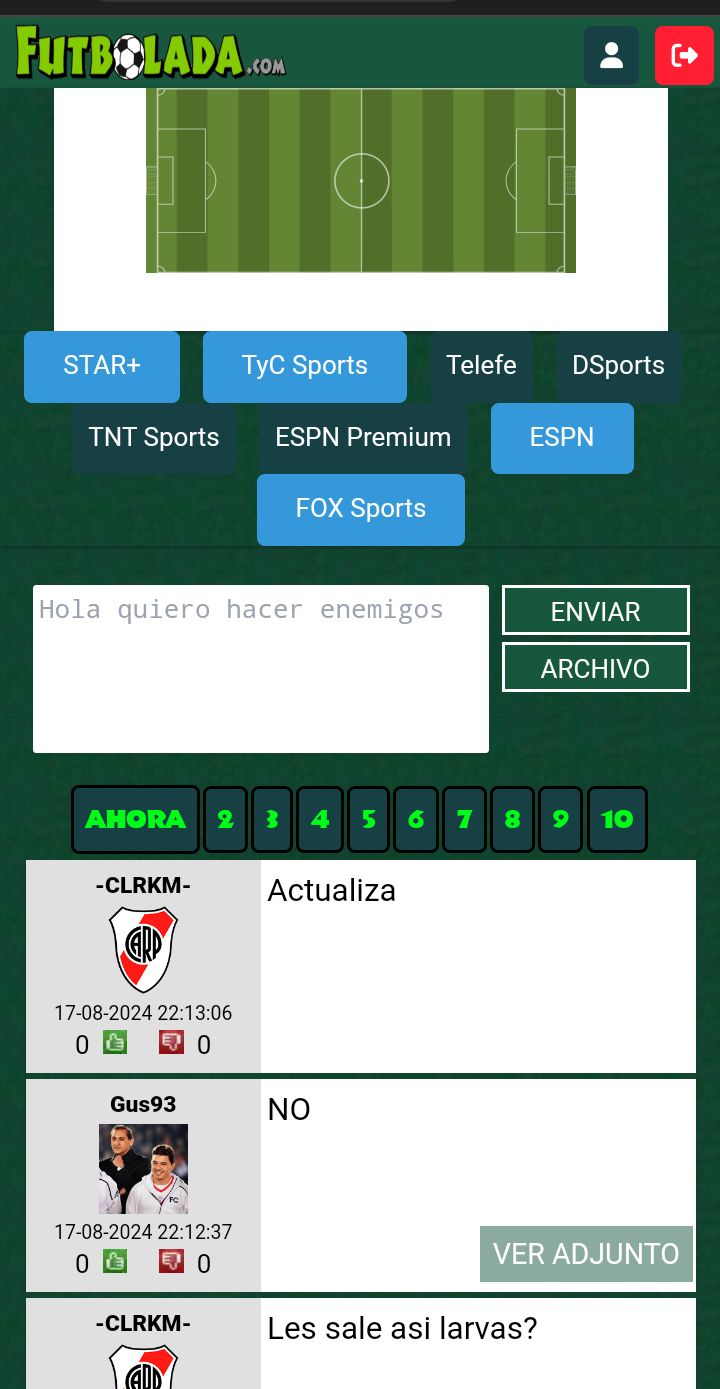 FUTBOLADA.COM
STAR+ TyC Sports Telefe DSports
TNT Sports ESPN Premium ESPN
FOX Sports
Hola quiero hacer enemigos
ENVIAR
ARCHIVO
AHORA 2 3 4 5 6 7 8 9 10
-CLRKM-
CARP
17-08-2024 22:13:06
0 0
Actualiza
Gus93
FC
17-08-2024 22:12:37
0 0
NO
VER ADJUNTO
-CLRKM-
Les sale asi larvas?